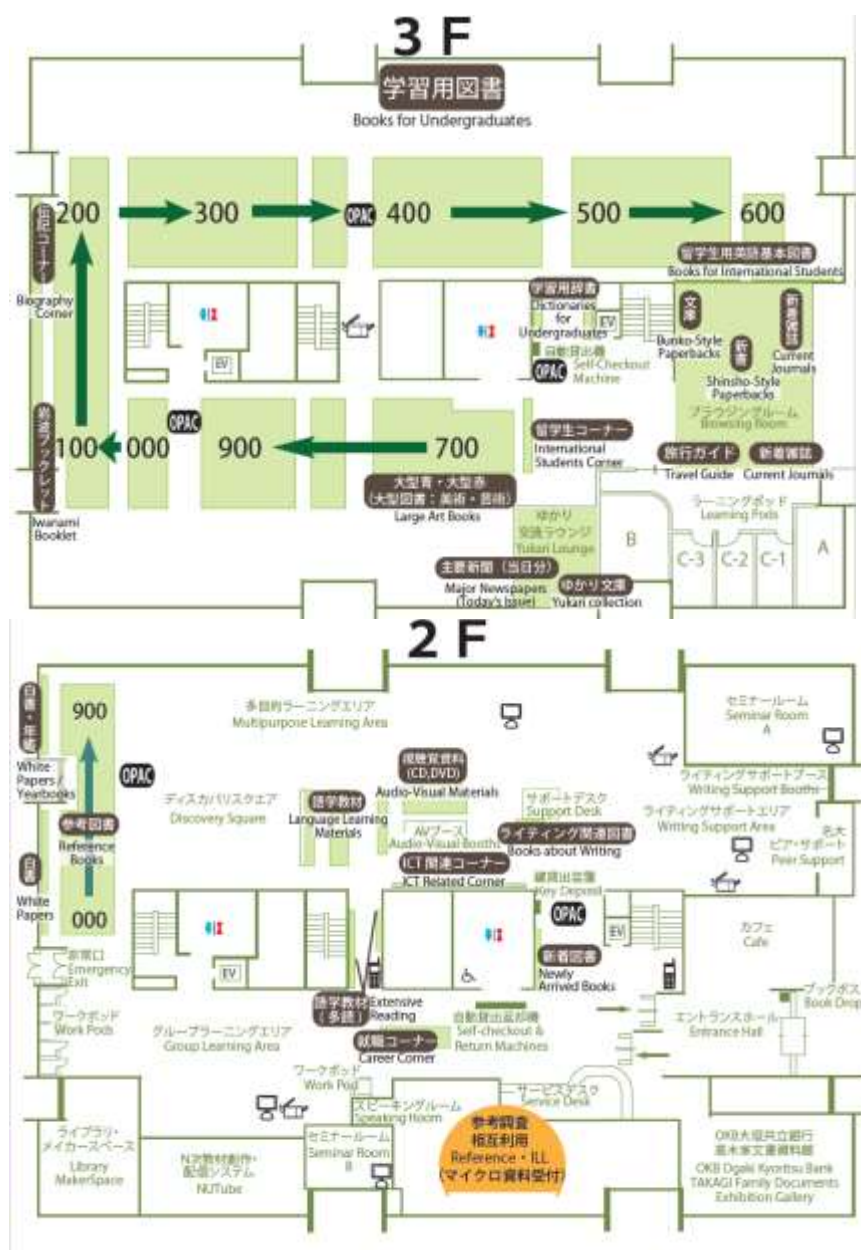 3 F
学習用図書
Books for Undergraduates
200
300
OPAC
400
500
600
伝記コーナー
Biography
Corner
留学生用英語基本図書
Books for International Students
学習用辞書
Dictionaries
for
Undergraduates
EV
EV
自動貸出機
Self-Checkout
Machine
OPAC
文庫
Bunko-Style
Paperbacks
新書
Shinsho-Style
Paperbacks
新着雑誌
Current
Journals
ブラウジングルーム
Browsing Room
岩波ブックレット
Iwanami
Booklet
100
000
OPAC
900
700
大型青・大型赤
(大型図書:美術・芸術)
Large Art Books
留学生コーナー
International
Students Corner
旅行ガイド
Travel Guide
新着雑誌
Current Journals
ラーニングポッド
Learning Pods
ゆかり
交流ラウンジ
Yukari Lounge
B
C-3
C-2
C-1
A
主要新聞(当日分)
Major Newspapers
(Today's Issue)
ゆかり文庫
Yukari collection
2 F
白書・年鑑
White
Papers /
Yearbooks
900
OPAC
参考図書
Reference
Books
白書
White
Papers
000
多目的ラーニングエリア
Multipurpose Learning Area
セミナールーム
Seminar Room
A
ディスカバリスクエア
Discovery Square
視聴覚資料
(CD,DVD)
Audio-Visual Materials
語学教材
Language Learning
Materials
AVブース
Audio-Visual Booths
サポートデスク
Support Desk
ライティングサポートブース
Writing Support Booths
ライティングサポートエリア
Writing Support Area
ライティング関連図書
Books about Writing
名大
ピア・サポート
Peer Support
ICT関連コーナー
ICT Related Corner
鍵貸出装置
Key Deposit
OPAC
EV
EV
カフェ
Cafe
新着図書
Newly
Arrived Books
非常口
Emergency
Exit
ワークポッド
Work Pods
グループラーニングエリア
Group Learning Area
語学教材
(多読)
Extensive
Reading
自動貸出返却機
Self-checkout &
Return Machines
就職コーナー
Career Corner
ブックポスト
Book Drop
エントランスホール
Entrance Hall
ワークポッド
Work Pod
スピーキングルーム
Speaking Room
サービスデスク
Service Desk
ライブラリ・
メイカースペース
Library
MakerSpace
N次教材創作・
配信システム
NUTube
セミナールーム
Seminar Room
B
参考調査
相互利用
Reference・ILL
(マイクロ資料受付)
OKB大垣共立銀行
高木家文書資料館
OKB Ogaki Kyoritsu Bank
TAKAGI Family Documents
Exhibition Gallery